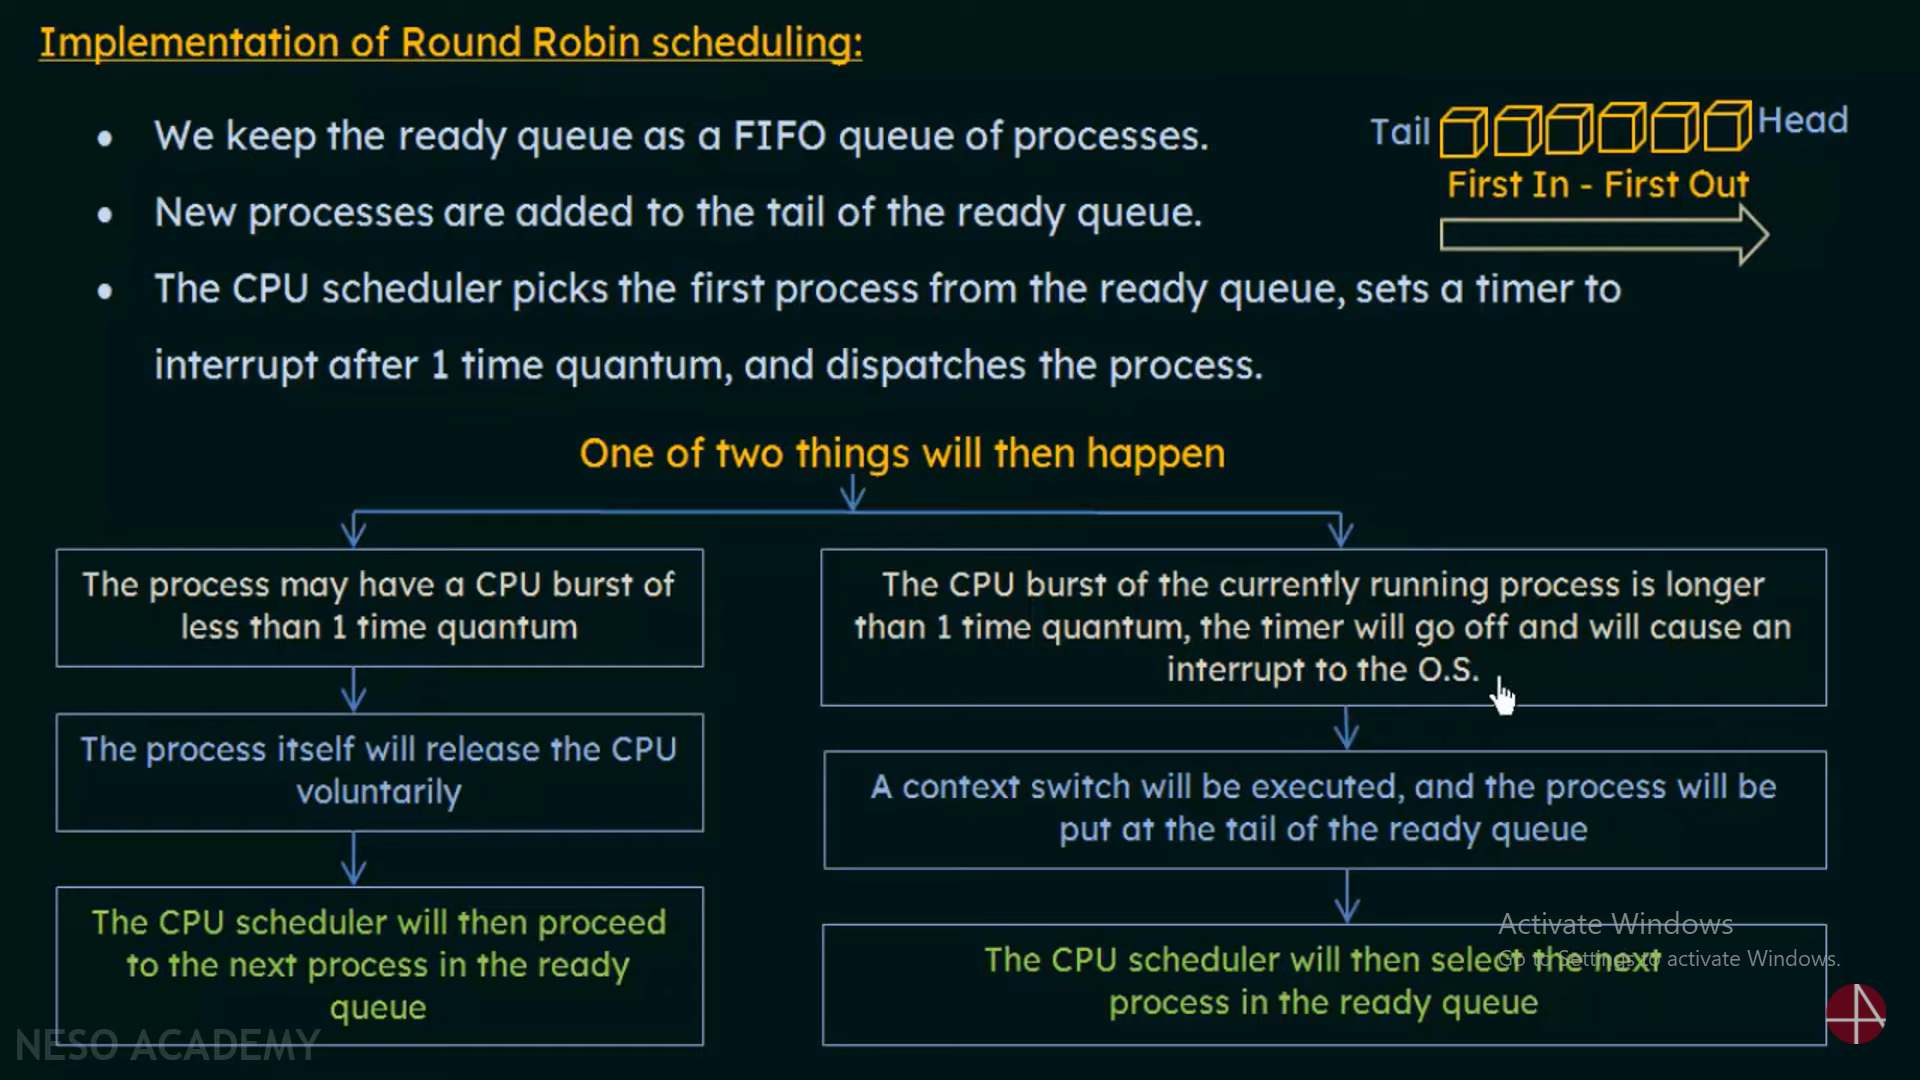 Implementation of Round Robin scheduling:
• We keep the ready queue as a FIFO queue of processes.
Tail Head
First In - First Out
• New processes are added to the tail of the ready queue.
• The CPU scheduler picks the first process from the ready queue, sets a timer to
interrupt after 1 time quantum, and dispatches the process.
One of two things will then happen
The process may have a CPU burst of
less than 1 time quantum
The process itself will release the CPU
voluntarily
The CPU scheduler will then proceed
to the next process in the ready
queue
The CPU burst of the currently running process is longer
than 1 time quantum, the timer will go off and will cause an
interrupt to the O.S.
A context switch will be executed, and the process will be
put at the tail of the ready queue
The CPU scheduler will then select the next
process in the ready queue
Activate Windows
Go to Settings to activate Windows.
NESO ACADEMY